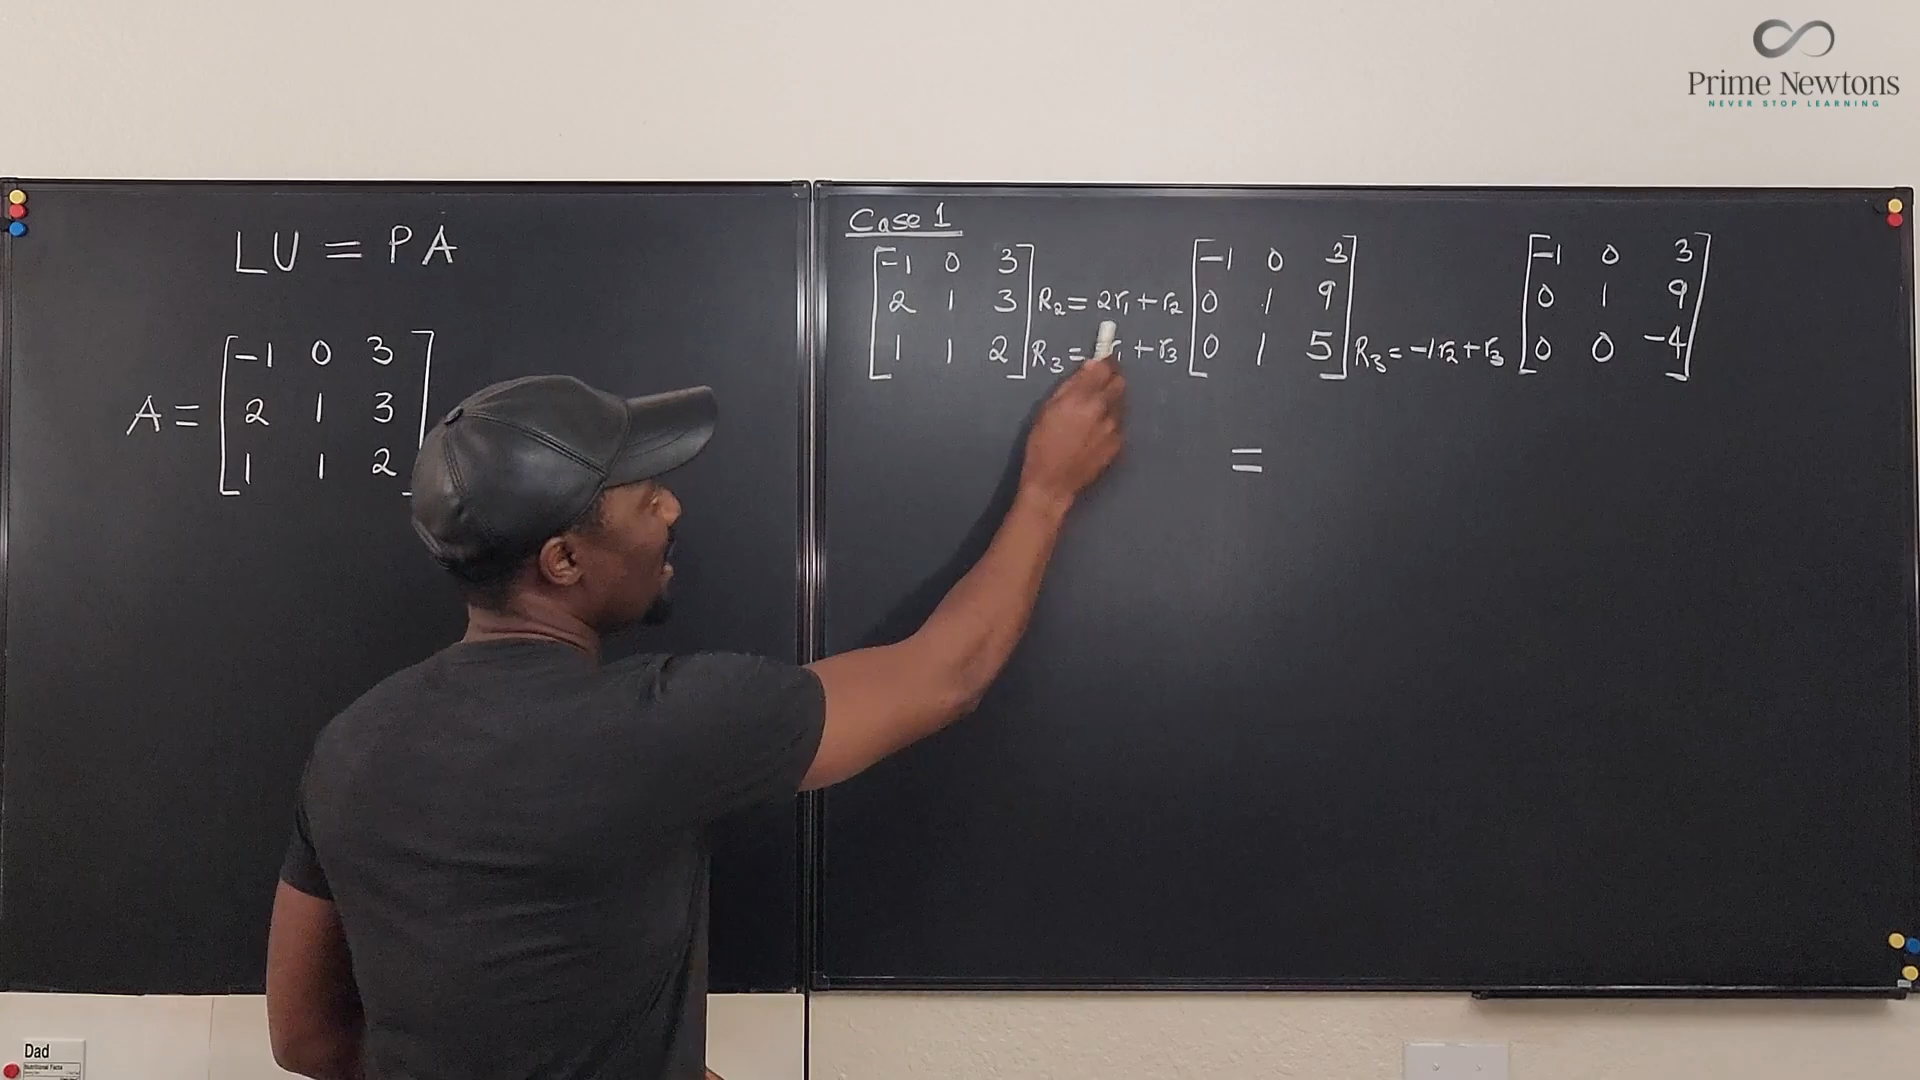 Prime Newtons
NEVER STOP LEARNING
LU = PA
A = [-1 0 3
2 1 3
1 1 2
Case 1
[-1 0 3] [-1 0 3] [-1 0 3]
[2 1 3] R₂ = 2r₁ + r₂ [0 1 9] [0 1 9]
[1 1 2] R₃ = r₁ + r₃ [0 1 5] R₃ = -1r₂ + r₃ [0 0 -4]
=
Dad
Nutritional Facts